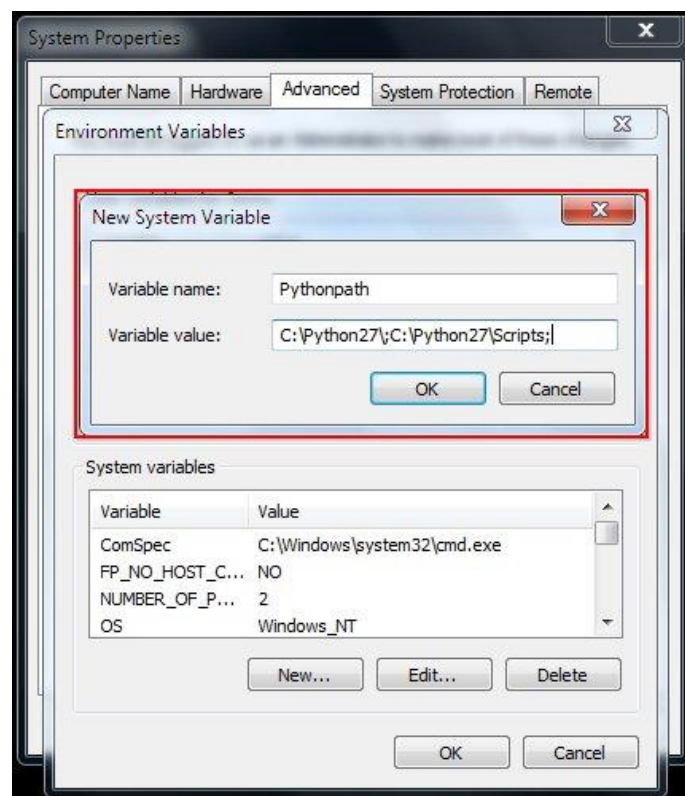 System Properties
Computer Name Hardware Advanced System Protection Remote
Environment Variables
New System Variable
Variable name: Pythonpath
Variable value: C:\Python27\;C:\Python27\Scripts;
OK Cancel
System variables
Variable Value
ComSpec C:\Windows\system32\cmd.exe
FP_NO_HOST_C... NO
NUMBER_OF_P... 2
OS Windows_NT
New... Edit... Delete
OK Cancel